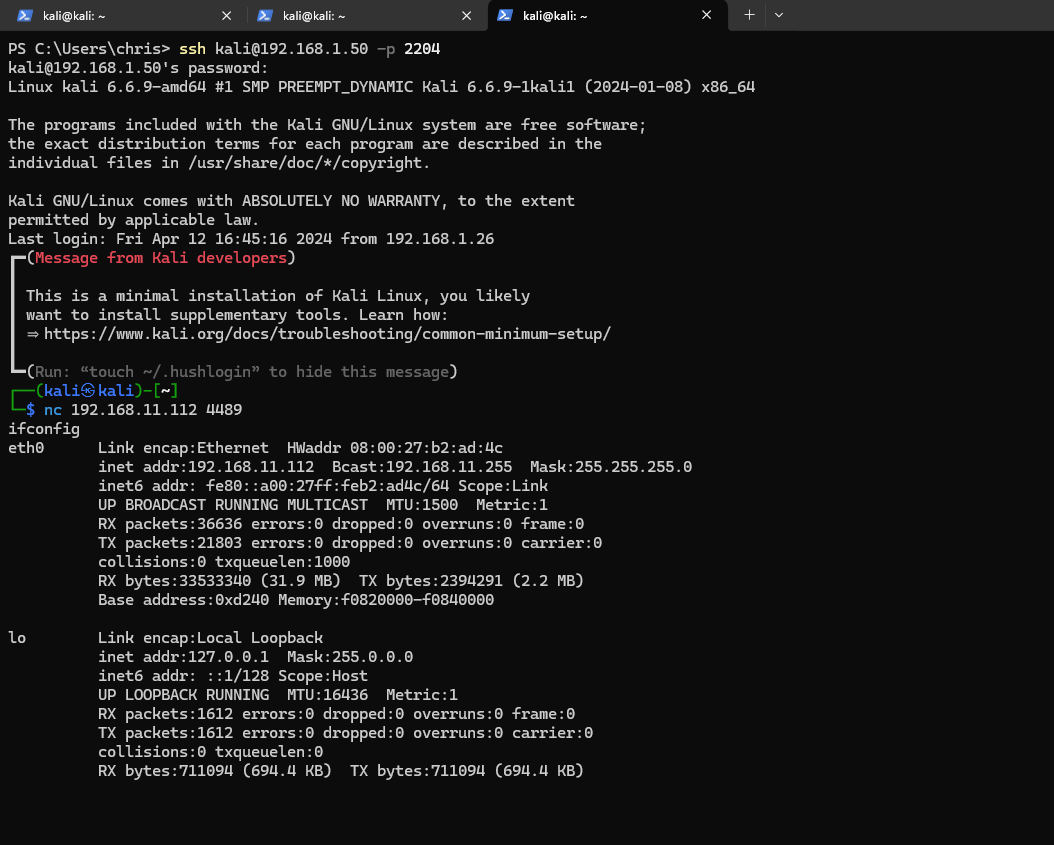 kali@kali: ~ kali@kali: ~ kali@kali: ~
PS C:\Users\chris> ssh kali@192.168.1.50 -p 2204
kali@192.168.1.50's password:
Linux kali 6.6.9-amd64 #1 SMP PREEMPT_DYNAMIC Kali 6.6.9-1kali1 (2024-01-08) x86_64
The programs included with the Kali GNU/Linux system are free software;
the exact distribution terms for each program are described in the
individual files in /usr/share/doc/*/copyright.
Kali GNU/Linux comes with ABSOLUTELY NO WARRANTY, to the extent
permitted by applicable law.
Last login: Fri Apr 12 16:45:16 2024 from 192.168.1.26
┏━(Message from Kali developers)
┃ This is a minimal installation of Kali Linux, you likely
┃ want to install supplementary tools. Learn how:
┃ ⇒ https://www.kali.org/docs/troubleshooting/common-minimum-setup/
┗━(Run: “touch ~/.hushlogin” to hide this message)
┌──(kali㉿kali)-[~]
└─$ nc 192.168.11.112 4489
ifconfig
eth0      Link encap:Ethernet  HWaddr 08:00:27:b2:ad:4c
          inet addr:192.168.11.112  Bcast:192.168.11.255  Mask:255.255.255.0
          inet6 addr: fe80::a00:27ff:feb2:ad4c/64 Scope:Link
          UP BROADCAST RUNNING MULTICAST  MTU:1500  Metric:1
          RX packets:36636 errors:0 dropped:0 overruns:0 frame:0
          TX packets:21803 errors:0 dropped:0 overruns:0 carrier:0
          collisions:0 txqueuelen:1000
          RX bytes:33533340 (31.9 MB)  TX bytes:2394291 (2.2 MB)
          Base address:0xd240 Memory:f0820000-f0840000
lo        Link encap:Local Loopback
          inet addr:127.0.0.1  Mask:255.0.0.0
          inet6 addr: ::1/128 Scope:Host
          UP LOOPBACK RUNNING  MTU:16436  Metric:1
          RX packets:1612 errors:0 dropped:0 overruns:0 frame:0
          TX packets:1612 errors:0 dropped:0 overruns:0 carrier:0
          collisions:0 txqueuelen:0
          RX bytes:711094 (694.4 KB)  TX bytes:711094 (694.4 KB)